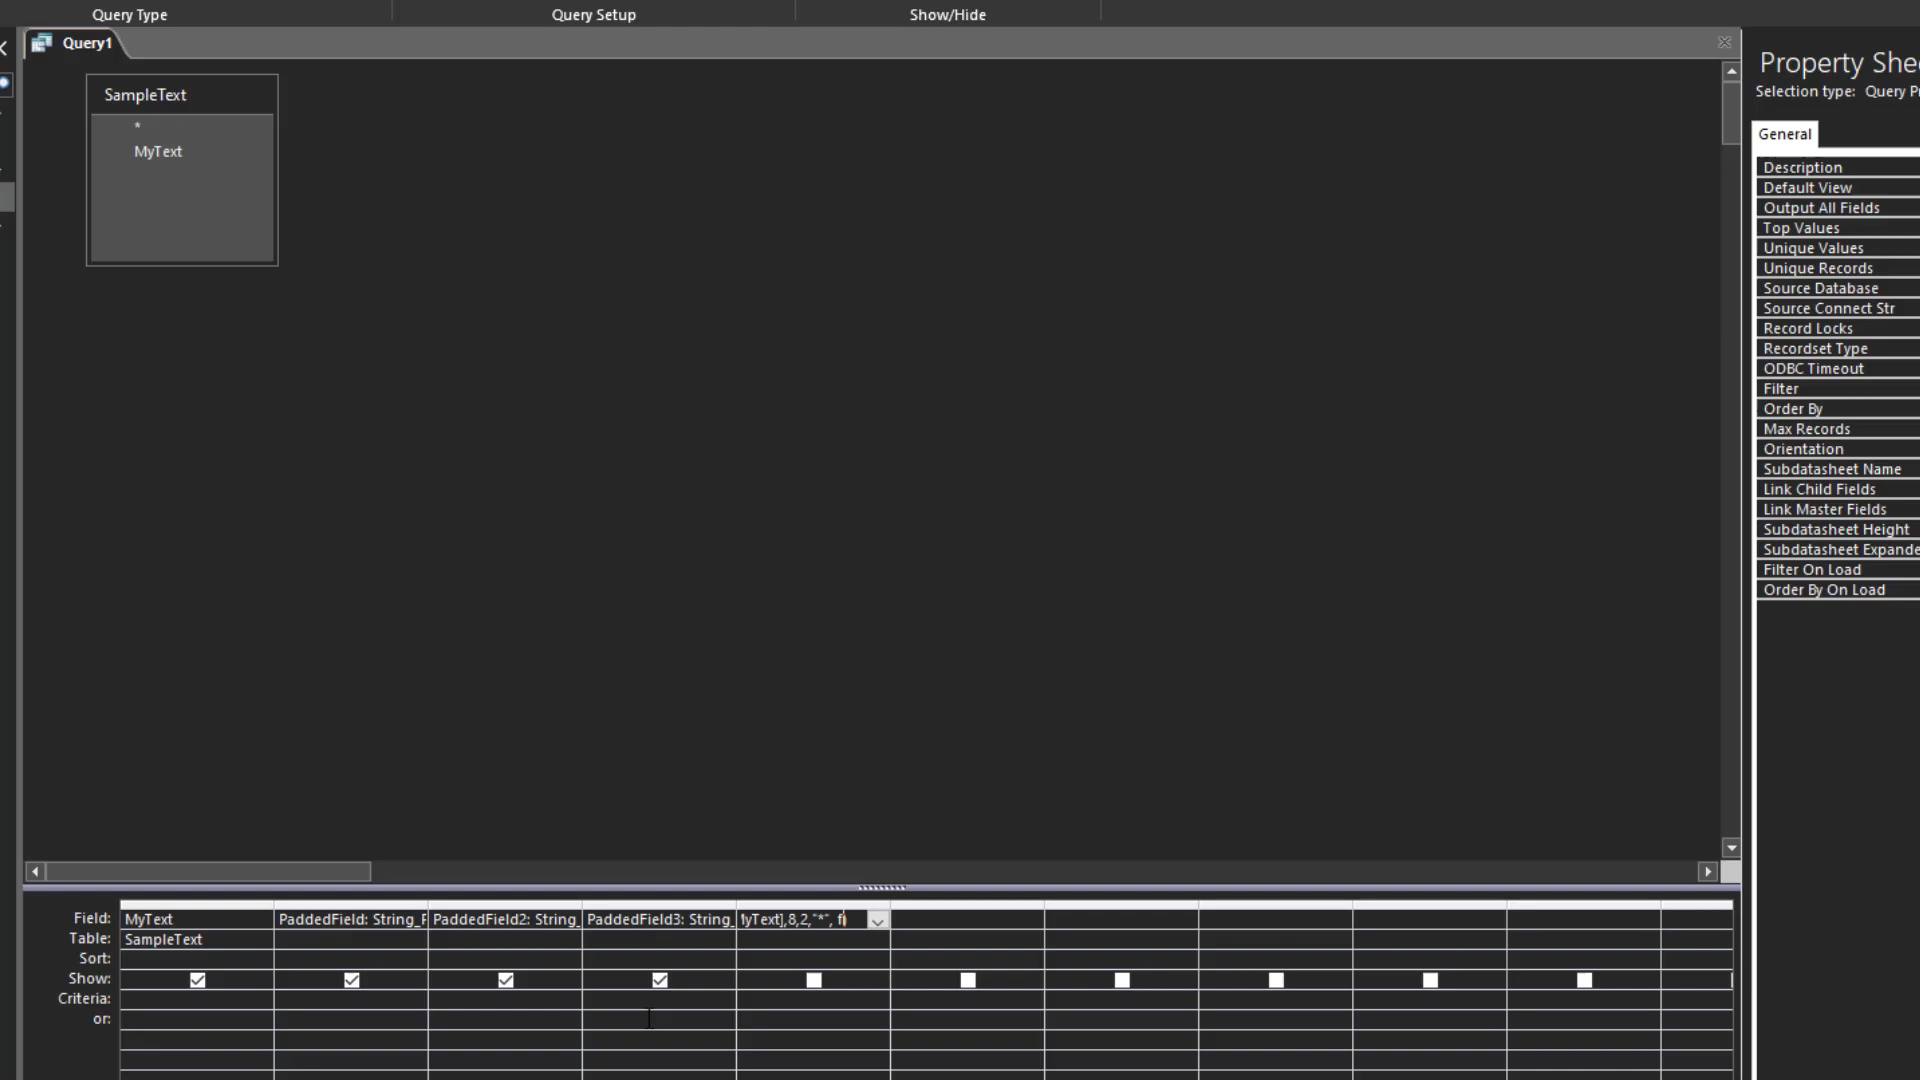 Query Type
Query Setup
Show/Hide
Query1
SampleText
*
MyText
Property Shee
Selection type: Query P
General
Description
Default View
Output All Fields
Top Values
Unique Values
Unique Records
Source Database
Source Connect Str
Record Locks
Recordset Type
ODBC Timeout
Filter
Order By
Max Records
Orientation
Subdatasheet Name
Link Child Fields
Link Master Fields
Subdatasheet Height
Subdatasheet Expande
Filter On Load
Order By On Load
Field: MyText PaddedField: String_P PaddedField2: String_ PaddedField3: String_ MyText],8,2,"*", f
Table: SampleText
Sort:
Show:
Criteria:
or: